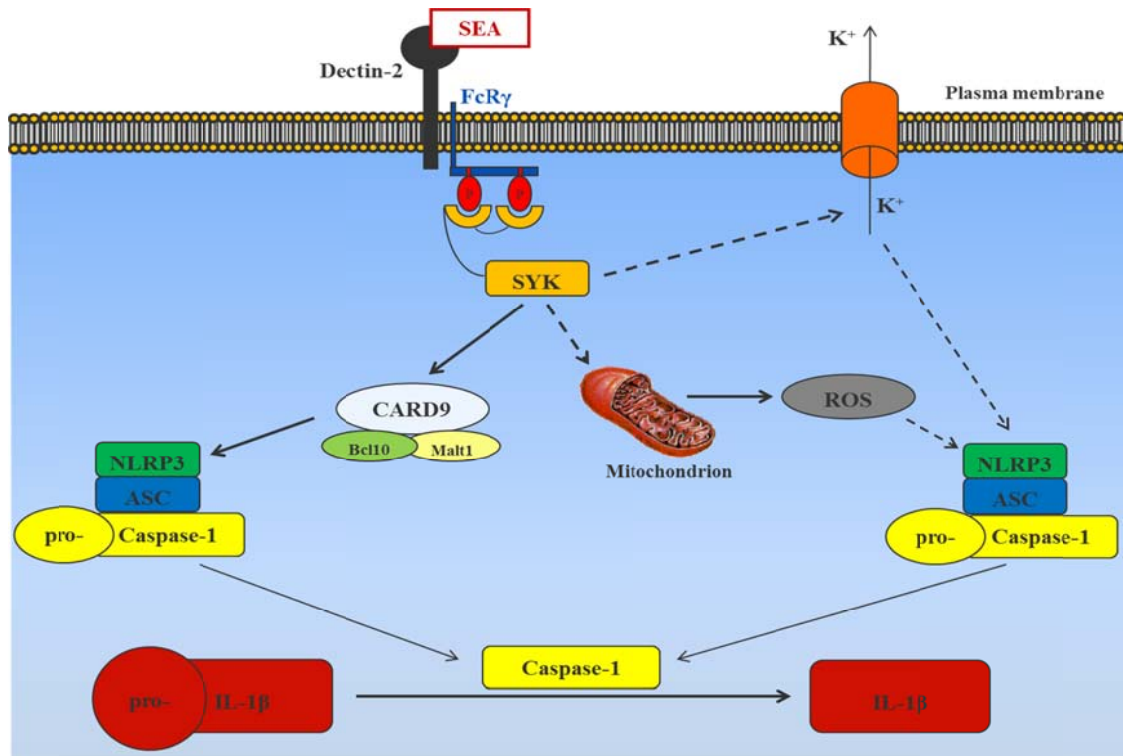 SEA
K⁺
Dectin-2
FcRγ
Plasma membrane
P
P
K⁺
SYK
CARD9
Bcl10
Malt1
ROS
Mitochondrion
NLRP3
ASC
pro-
Caspase-1
NLRP3
ASC
pro-
Caspase-1
Caspase-1
pro-
IL-1β
IL-1β